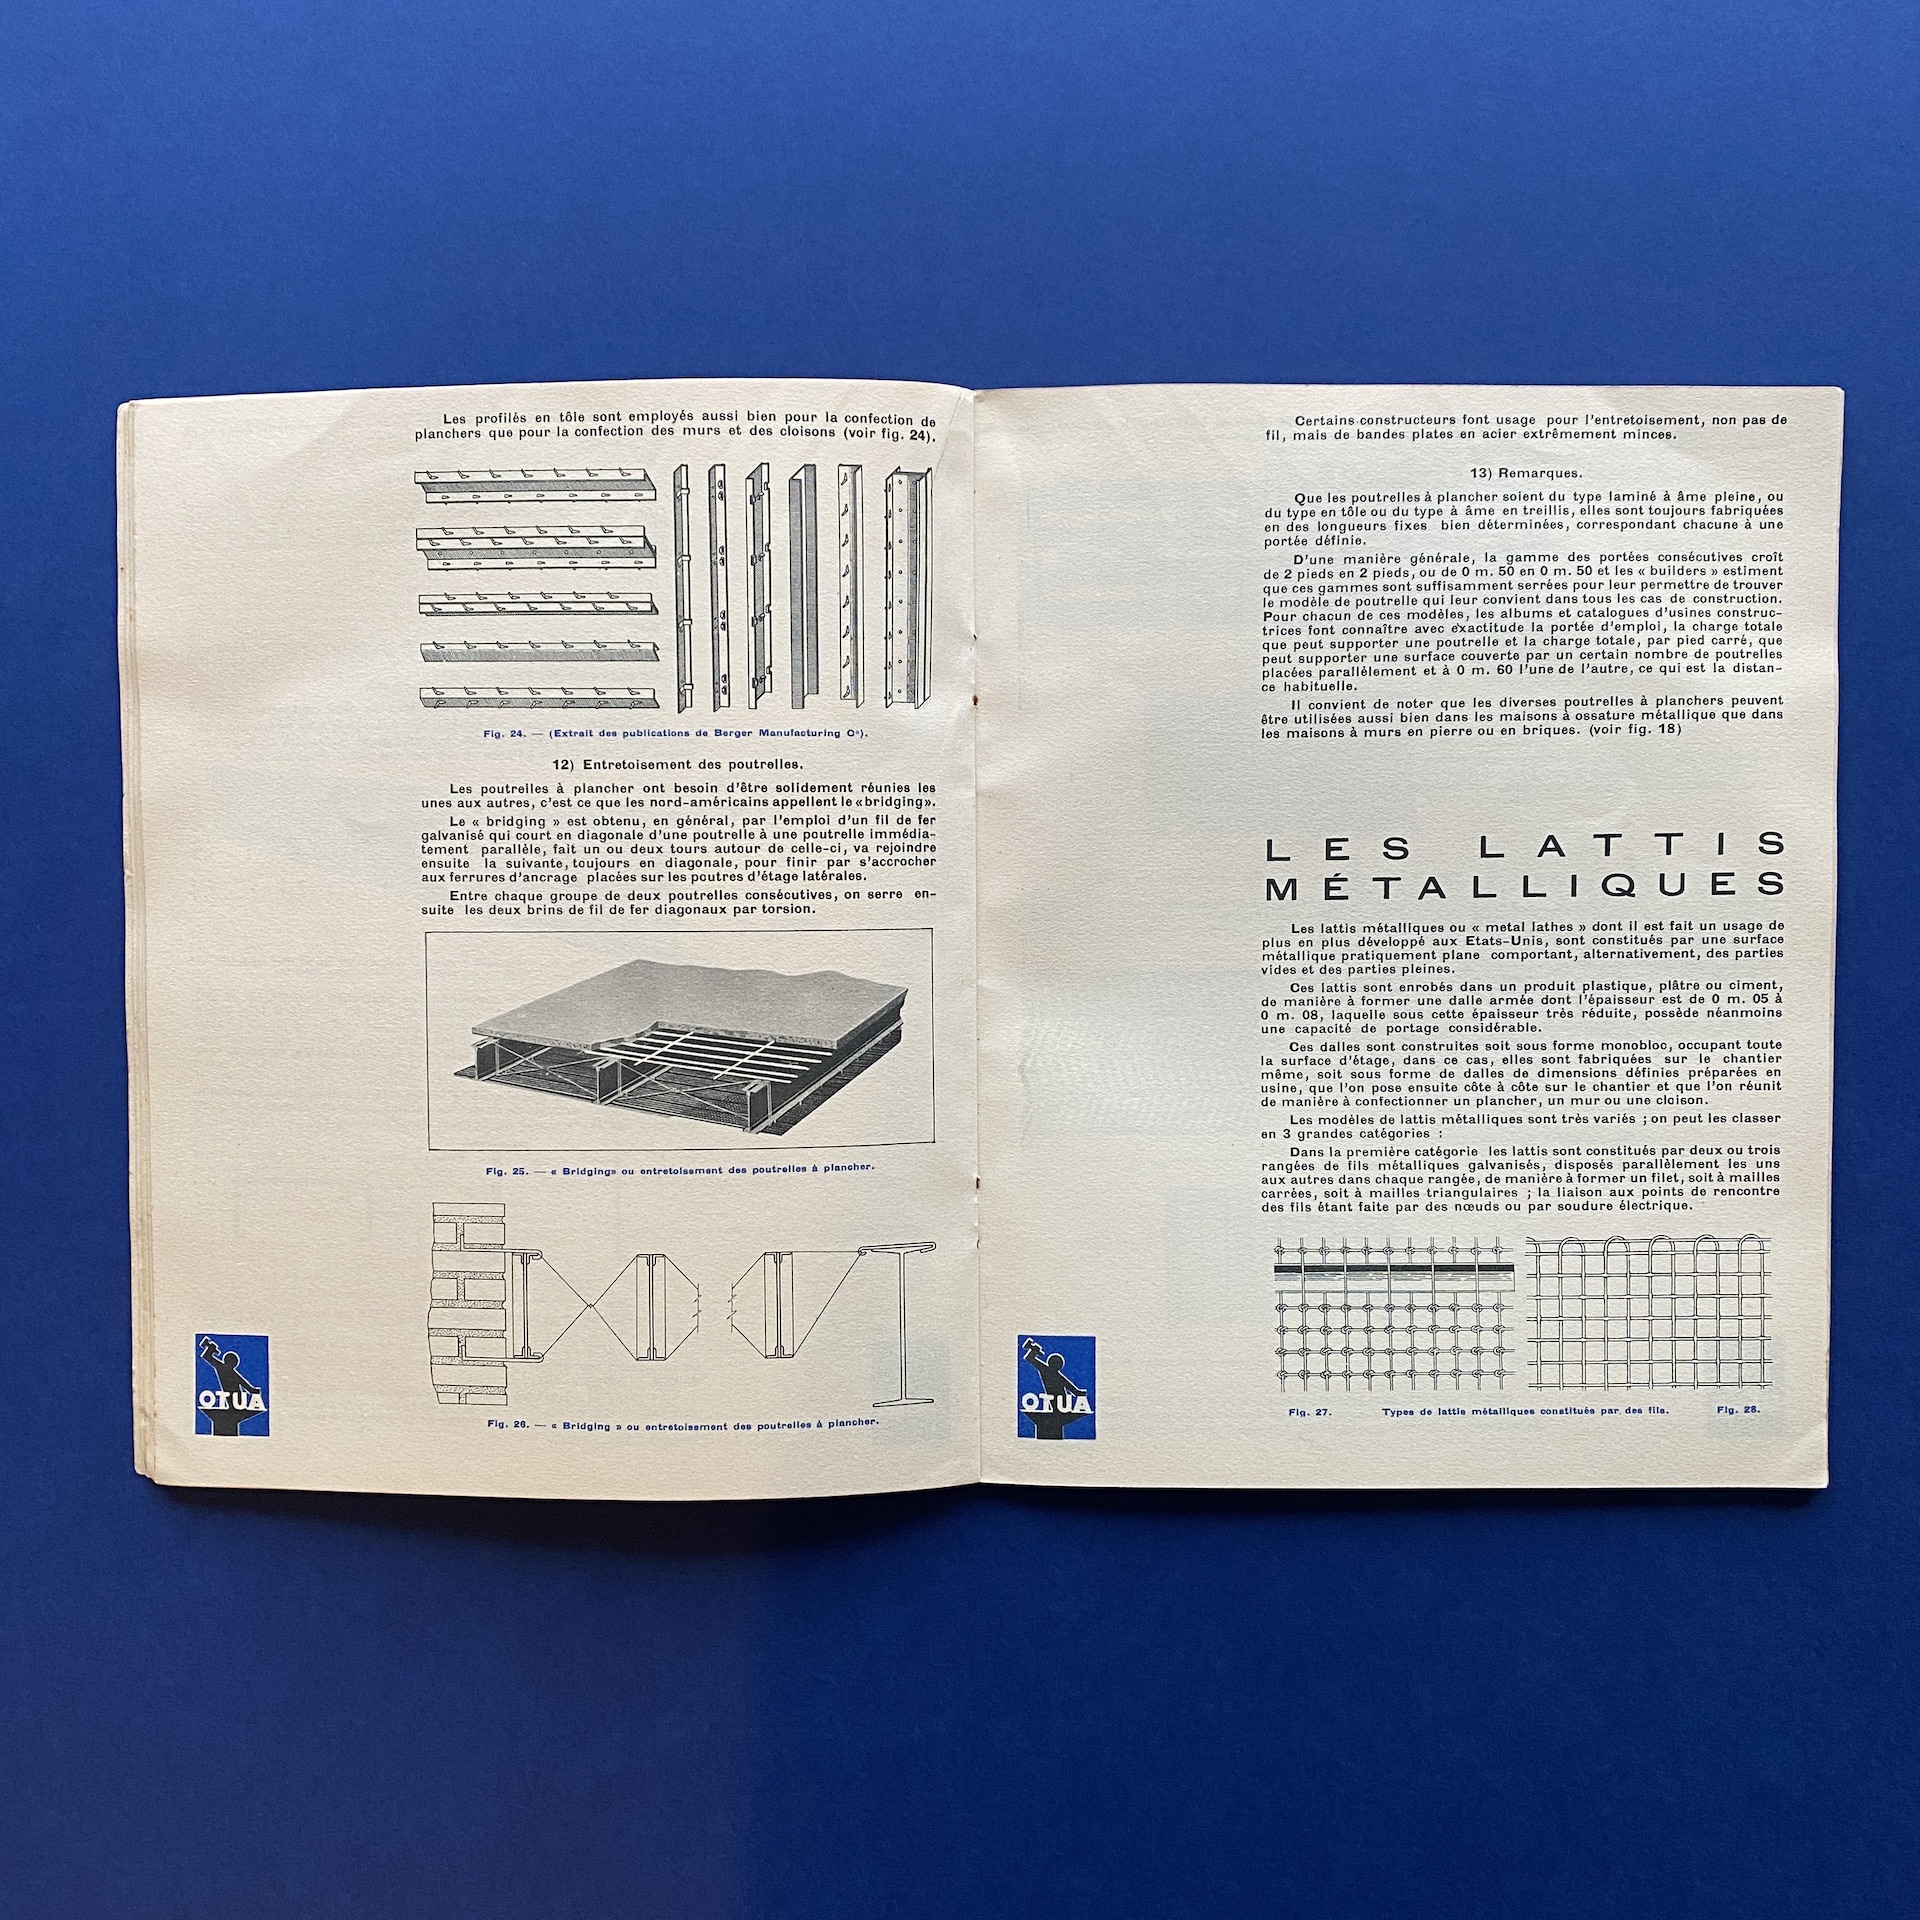 Les profilés en tôle sont employés aussi bien pour la confection de
planchers que pour la confection des murs et des cloisons (voir fig. 24).
Fig. 24. — (Extrait des publications de Berger Manufacturing Cº).
12) Entretoisement des poutrelles.
Les poutrelles à plancher ont besoin d'être solidement réunies les
unes aux autres, c'est ce que les nord-américains appellent le «bridging».
Le « bridging » est obtenu, en général, par l'emploi d'un fil de fer
galvanisé qui court en diagonale d'une poutrelle à une poutrelle immédia-
tement parallèle, fait un ou deux tours autour de celle-ci, va rejoindre
ensuite la suivante, toujours en diagonale, pour finir par s'accrocher
aux ferrures d'ancrage placées sur les poutres d'étage latérales.
Entre chaque groupe de deux poutrelles consécutives, on serre en-
suite les deux brins de fil de fer diagonaux par torsion.
Fig. 25. — « Bridging» ou entretoisement des poutrelles à plancher.
Fig. 26. — « Bridging » ou entretoisement des poutrelles à plancher.
OTUA
Certains constructeurs font usage pour l'entretoisement, non pas de
fil, mais de bandes plates en acier extrêmement minces.
13) Remarques.
Que les poutrelles à plancher soient du type laminé à âme pleine, ou
du type en tôle ou du type à âme en treillis, elles sont toujours fabriquées
en des longueurs fixes bien déterminées, correspondant chacune à une
portée définie.
D'une manière générale, la gamme des portées consécutives croît
de 2 pieds en 2 pieds, ou de 0 m. 50 en 0 m. 50 et les « builders » estiment
que ces gammes sont suffisamment serrées pour leur permettre de trouver
le modèle de poutrelle qui leur convient dans tous les cas de construction.
Pour chacun de ces modèles, les albums et catalogues d'usines construc-
trices font connaître avec exactitude la portée d'emploi, la charge totale
que peut supporter une poutrelle et la charge totale, par pied carré, que
peut supporter une surface couverte par un certain nombre de poutrelles
placées parallèlement et à 0 m. 60 l'une de l'autre, ce qui est la distan-
ce habituelle.
Il convient de noter que les diverses poutrelles à planchers peuvent
être utilisées aussi bien dans les maisons à ossature métallique que dans
les maisons à murs en pierre ou en briques. (voir fig. 18)
LES LATTIS
MÉTALLIQUES
Les lattis métalliques ou « metal lathes » dont il est fait un usage de
plus en plus développé aux Etats-Unis, sont constitués par une surface
métallique pratiquement plane comportant, alternativement, des parties
vides et des parties pleines.
Ces lattis sont enrobés dans un produit plastique, plâtre ou ciment,
de manière à former une dalle armée dont l'épaisseur est de 0 m. 05 à
0 m. 08, laquelle sous cette épaisseur très réduite, possède néanmoins
une capacité de portage considérable.
Ces dalles sont construites soit sous forme monobloc, occupant toute
la surface d'étage, dans ce cas, elles sont fabriquées sur le chantier
même, soit sous forme de dalles de dimensions définies préparées en
usine, que l'on pose ensuite côte à côte sur le chantier et que l'on réunit
de manière à confectionner un plancher, un mur ou une cloison.
Les modèles de lattis métalliques sont très variés ; on peut les classer
en 3 grandes catégories :
Dans la première catégorie les lattis sont constitués par deux ou trois
rangées de fils métalliques galvanisés, disposés parallèlement les uns
aux autres dans chaque rangée, de manière à former un filet, soit à mailles
carrées, soit à mailles triangulaires ; la liaison aux points de rencontre
des fils étant faite par des nœuds ou par soudure électrique.
Fig. 27. Types de lattis métalliques constitués par des fils. Fig. 28.
OTUA